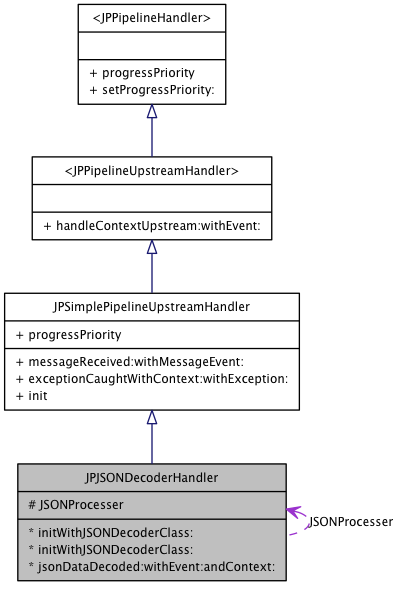 <JPPipelineHandler>
+ progressPriority
+ setProgressPriority:
<JPPipelineUpstreamHandler>
+ handleContextUpstream:withEvent:
JPSimplePipelineUpstreamHandler
+ progressPriority
+ messageReceived:withMessageEvent:
+ exceptionCaughtWithContext:withException:
+ init
JPJSONDecoderHandler
# JSONProcesser
* initWithJSONDecoderClass:
* initWithJSONDecoderClass:
* jsonDataDecoded:withEvent:andContext:
JSONProcesser